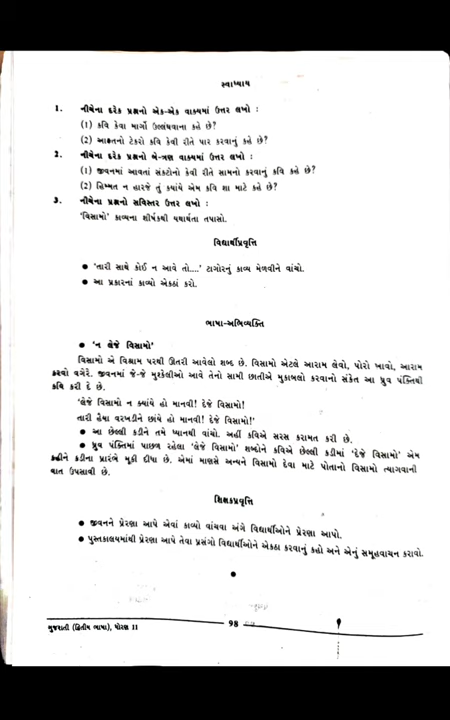 સ્વાધ્યાય
1. નીચેના દરેક પ્રશ્નનો એક-એક વાક્યમાં ઉત્તર લખો :
(1) કવિ કેવા માર્ગો ઉલ્લંઘવાના કહે છે?
(2) આફતનો ટેકરો કવિ કેવી રીતે પાર કરવાનું કહે છે?
2. નીચેના દરેક પ્રશ્નનો બે-ત્રણ વાક્યમાં ઉત્તર લખો :
(1) જીવનમાં આવતાં સંકટોનો કેવી રીતે સામનો કરવાનું કવિ કહે છે?
(2) હિમ્મત ન હારજે તું ક્યાંયે એમ કવિ શા માટે કહે છે?
3. નીચેના પ્રશ્નનો સવિસ્તર ઉત્તર લખો :
'વિસામો' કાવ્યના શીર્ષકથી યથાર્થતા તપાસો.
વિદ્યાર્થીપ્રવૃત્તિ
● 'તારી સાથે કોઈ ન આવે તો....' ટાગોરનું કાવ્ય મેળવીને વાંચો.
● આ પ્રકારનાં કાવ્યો એકઠાં કરો.
ભાષા-અભિવ્યક્તિ
● 'ન લેજે વિસામો'
વિસામો એ વિશ્રામ પરથી ઊતરી આવેલો શબ્દ છે. વિસામો એટલે આરામ લેવો, પોરો ખાવો, આરામ
કરવો વગેરે. જીવનમાં જે-જે મુશ્કેલીઓ આવે તેનો સામી છાતીએ મુકાબલો કરવાનો સંકેત આ ધ્રુવ પંક્તિથી
કવિ કરી દે છે.
'લેજે વિસામો ન ક્યાંયે હો માનવી! દેજે વિસામો!
તારી હૈયા વરખડીને છાંયે હો માનવી! દેજે વિસામો!'
● આ છેલ્લી કડીને તમે ધ્યાનથી વાંચો. અહીં કવિએ સરસ કરામત કરી છે.
● ધ્રુવ પંક્તિમાં પાછળ રહેલા 'લેજે વિસામો' શબ્દોને કવિએ છેલ્લી કડીમાં 'દેજે વિસામો' એમ
કહીને કડીના પ્રારંભે મૂકી દીધા છે. એમાં માણસે અન્યને વિસામો દેવા માટે પોતાનો વિસામો ત્યાગવાની
વાત ઉપસાવી છે.
શિક્ષકપ્રવૃત્તિ
● જીવનને પ્રેરણા આપે એવાં કાવ્યો વાંચવા અંગે વિદ્યાર્થીઓને પ્રેરણા આપો.
● પુસ્તકાલયમાંથી પ્રેરણા આપે તેવા પ્રસંગો વિદ્યાર્થીઓને એકઠા કરવાનું કહો અને એનું સમૂહવાચન કરાવો.
ગુજરાતી (દ્વિતીય ભાષા), ધોરણ 11
98